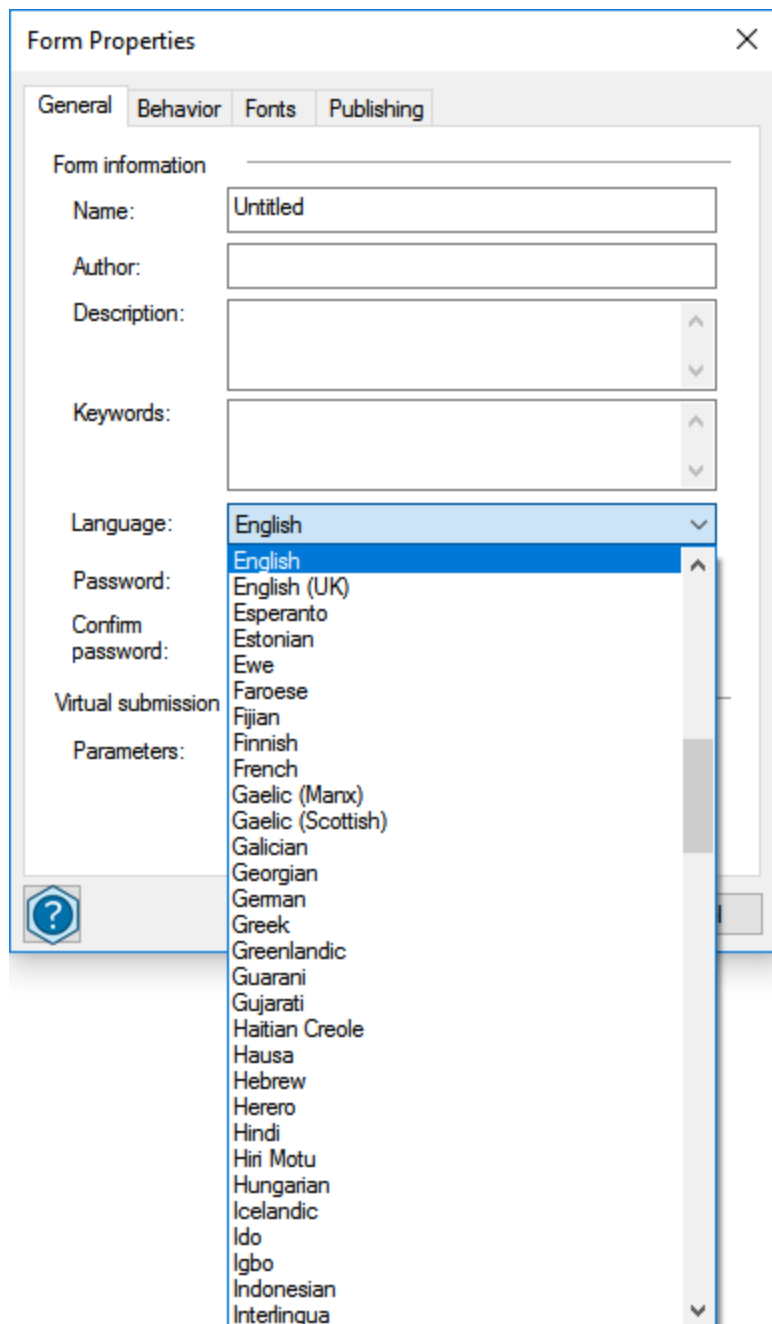 Form Properties
General Behavior Fonts Publishing
Form information
Name: Untitled
Author:
Description:
Keywords:
Language: English
Password:
Confirm
password:
Virtual submission
Parameters:
English
English (UK)
Esperanto
Estonian
Ewe
Faroese
Fijian
Finnish
French
Gaelic (Manx)
Gaelic (Scottish)
Galician
Georgian
German
Greek
Greenlandic
Guarani
Gujarati
Haitian Creole
Hausa
Hebrew
Herero
Hindi
Hiri Motu
Hungarian
Icelandic
Ido
Igbo
Indonesian
Interlingua
?